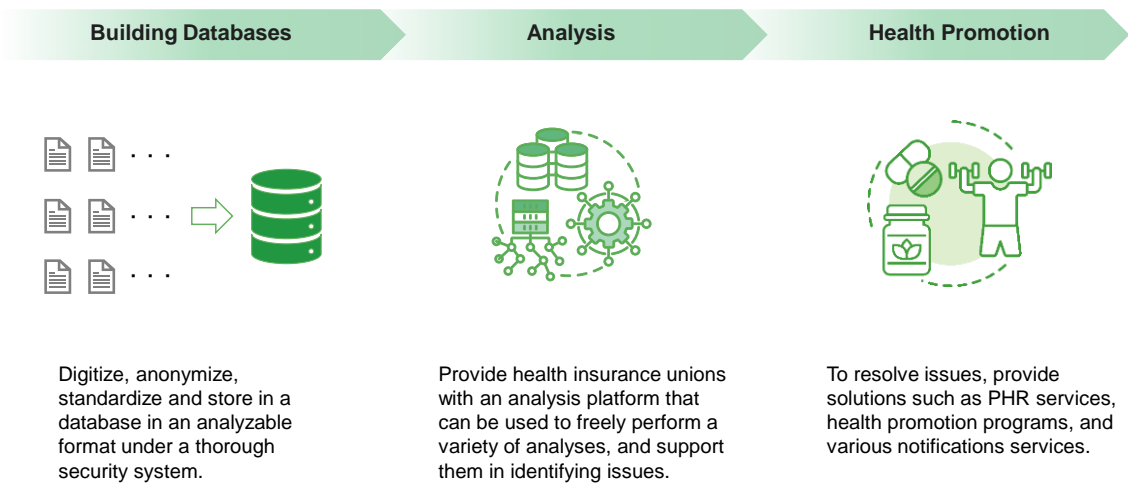 Building Databases
Analysis
Health Promotion
. . .
. . .
. . .
Digitize, anonymize,
standardize and store in a
database in an analyzable
format under a thorough
security system.
Provide health insurance unions
with an analysis platform that
can be used to freely perform a
variety of analyses, and support
them in identifying issues.
To resolve issues, provide
solutions such as PHR services,
health promotion programs, and
various notifications services.